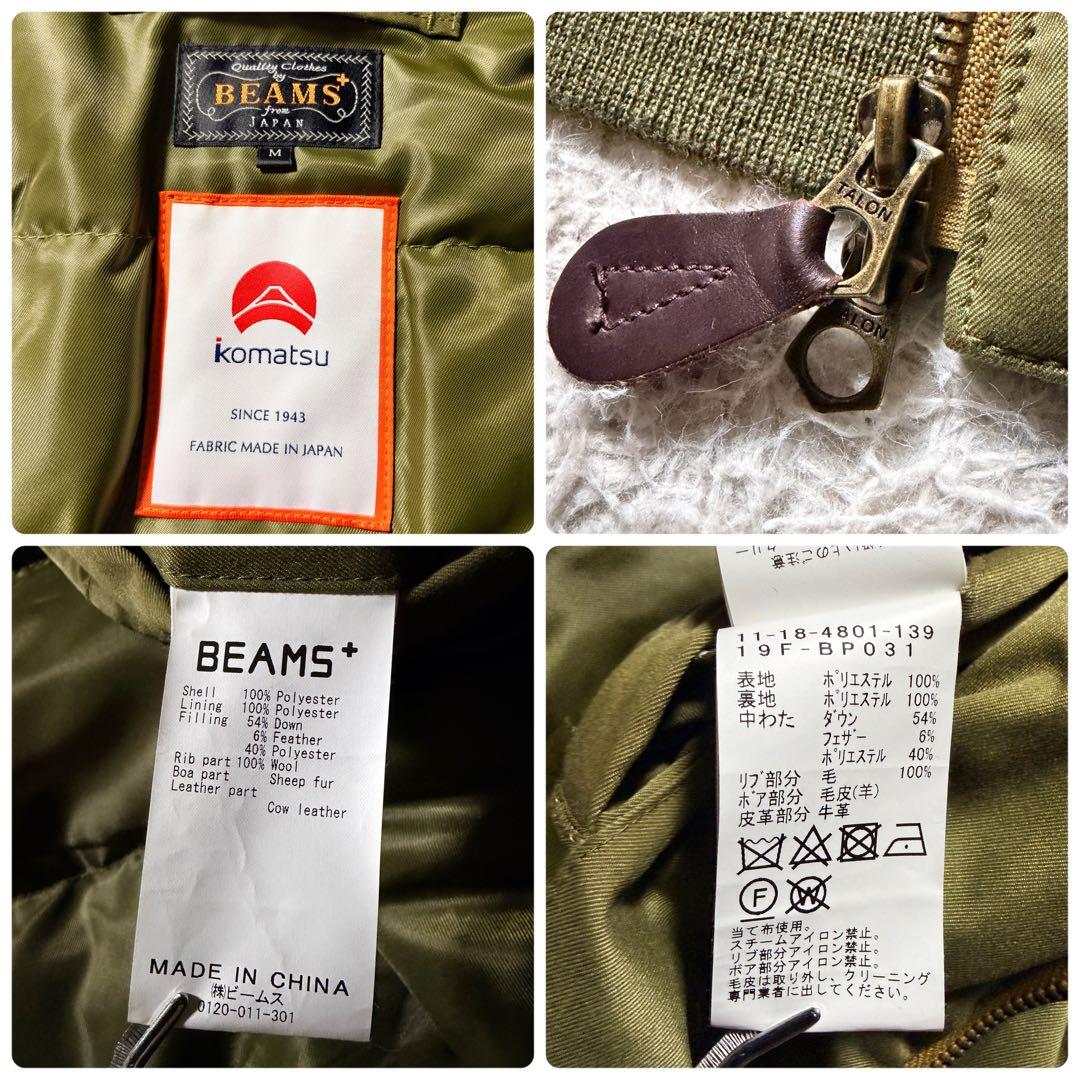 Quality Clothes
by
BEAMS+
from
JAPAN
M
komatsu
SINCE 1943
FABRIC MADE IN JAPAN
TALON
TALON
BEAMS+
Shell 100% Polyester
Lining 100% Polyester
Filling 54% Down
6% Feather
40% Polyester
Rib part 100% Wool
Boa part Sheep fur
Leather part
Cow leather
MADE IN CHINA
㈱ビームス
0120-011-301
のご注意
11-18-4801-139
19F-BP031
表地 ポリエステル 100%
裏地 ポリエステル 100%
中わた ダウン 54%
フェザー 6%
ポリエステル 40%
リブ部分 毛 100%
ボア部分 毛皮(羊)
皮革部分 牛革
F W
当て布使用。
スチームアイロン禁止。
リブ部分アイロン禁止。
ボア部分アイロン禁止。
毛皮は取り外し、クリーニング
専門業者に出してください。